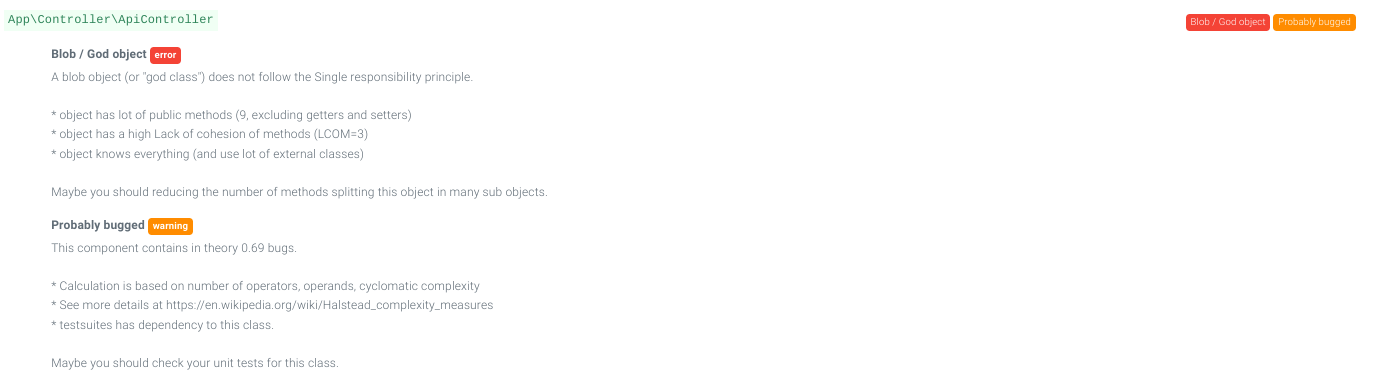 App\Controller\ApiController
Blob / God object Probably bugged
Blob / God object error
A blob object (or "god class") does not follow the Single responsibility principle.
* object has lot of public methods (9, excluding getters and setters)
* object has a high Lack of cohesion of methods (LCOM=3)
* object knows everything (and use lot of external classes)
Maybe you should reducing the number of methods splitting this object in many sub objects.
Probably bugged warning
This component contains in theory 0.69 bugs.
* Calculation is based on number of operators, operands, cyclomatic complexity
* See more details at https://en.wikipedia.org/wiki/Halstead_complexity_measures
* testsuites has dependency to this class.
Maybe you should check your unit tests for this class.